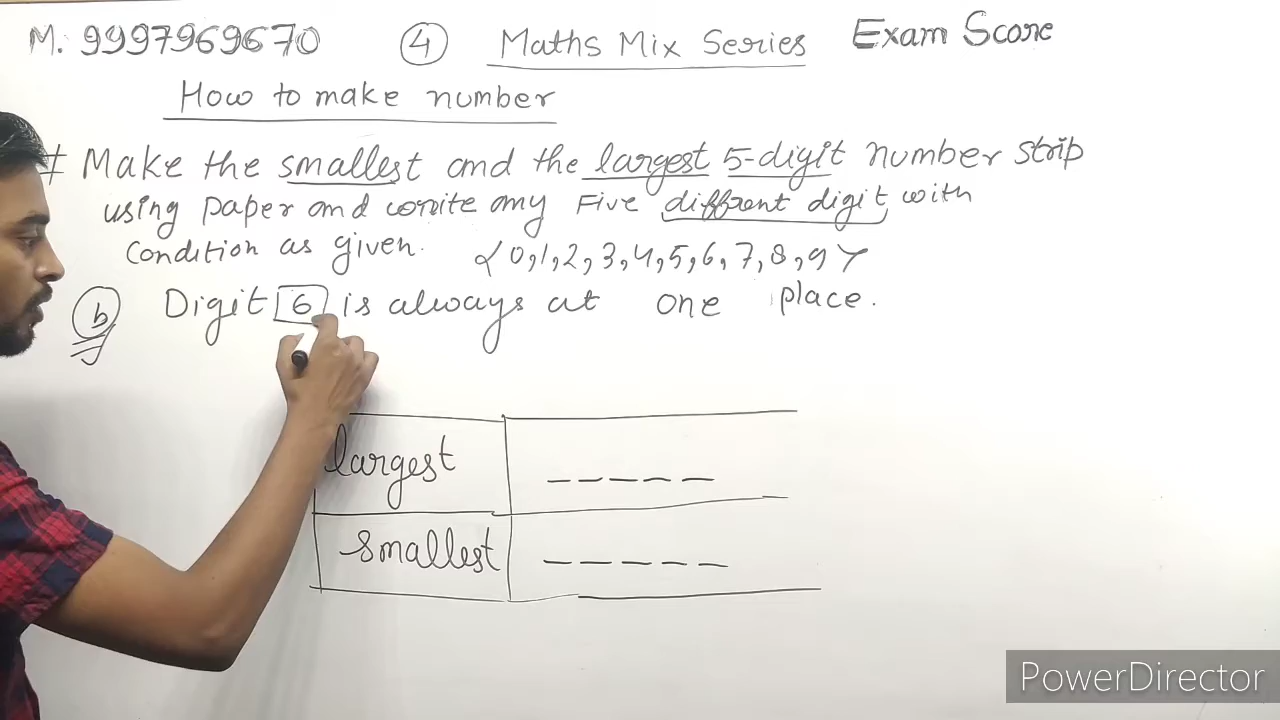 M. 9997969670 ④ Maths Mix Series Exam Score
How to make number
# Make the smallest and the largest 5-digit number strip
using paper and write any Five different digit with
Condition as given. < 0,1,2,3,4,5,6,7,8,9 >
b Digit 6 is always at one place.
largest _ _ _ _ _
smallest _ _ _ _ _
PowerDirector